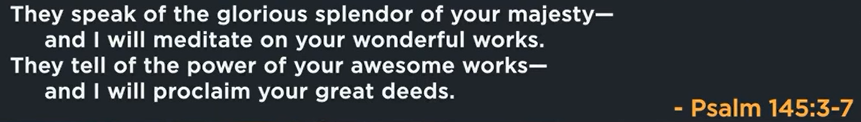 They speak of the glorious splendor of your majesty—
and I will meditate on your wonderful works.
They tell of the power of your awesome works—
and I will proclaim your great deeds.
- Psalm 145:3-7